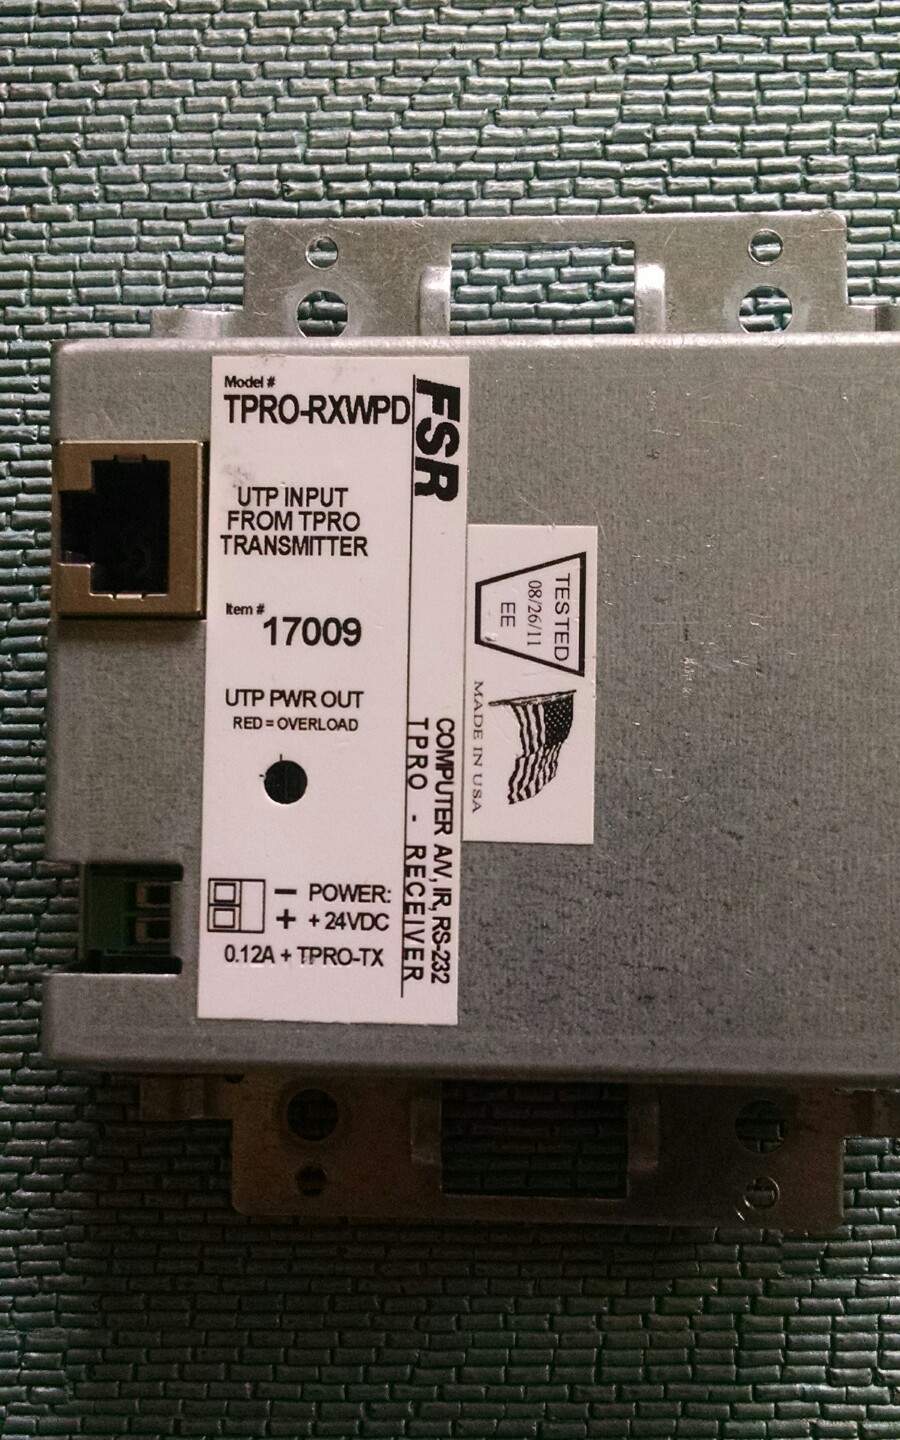 Model #
TPRO-RXWPD
UTP INPUT
FROM TPRO
TRANSMITTER
Item #
17009
UTP PWR OUT
RED = OVERLOAD
- POWER:
+ +24VDC
0.12A + TPRO-TX
FSR
COMPUTER A/V, IR, RS-232
TPRO - RECEIVER
TESTED
08/26/11
EE
MADE IN USA